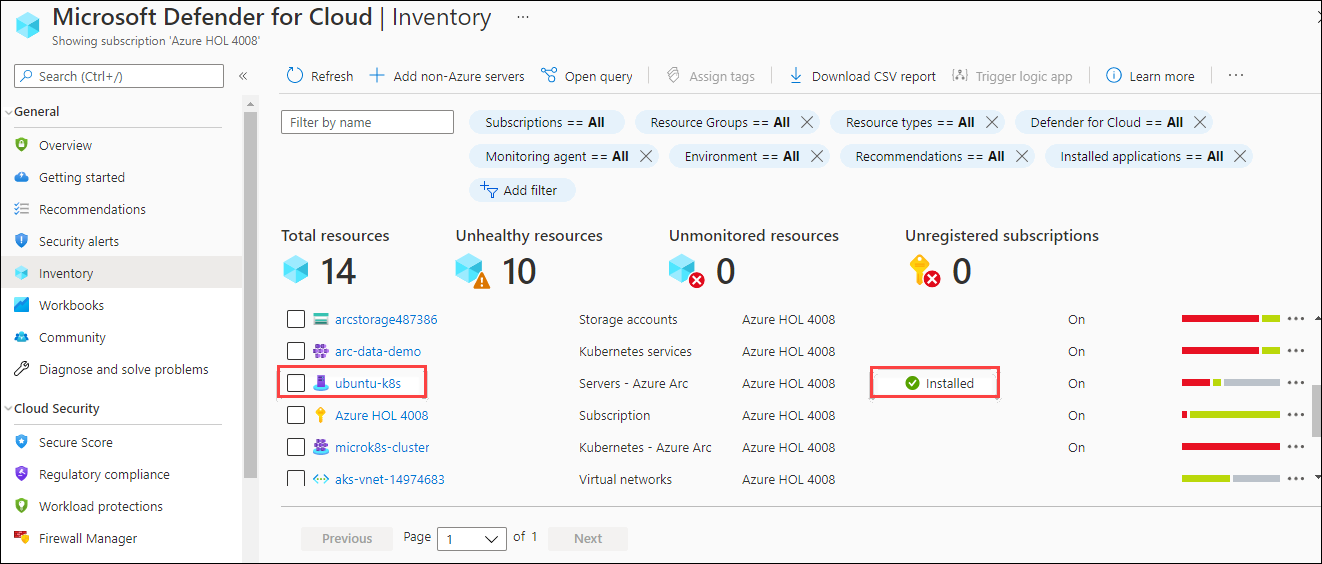 Microsoft Defender for Cloud | Inventory ...
Showing subscription 'Azure HOL 4008'
Search (Ctrl+/)
«
Refresh
Add non-Azure servers
Open query
Assign tags
Download CSV report
Trigger logic app
Learn more
...
General
Overview
Getting started
Recommendations
Security alerts
Inventory
Workbooks
Community
Diagnose and solve problems
Cloud Security
Secure Score
Regulatory compliance
Workload protections
Firewall Manager
Filter by name
Subscriptions == All
Resource Groups == All
Resource types == All
Defender for Cloud == All
Monitoring agent == All
Environment == All
Recommendations == All
Installed applications == All
Add filter
Total resources
14
Unhealthy resources
10
Unmonitored resources
0
Unregistered subscriptions
0
arcstorage487386 Storage accounts Azure HOL 4008 On ...
arc-data-demo Kubernetes services Azure HOL 4008 On ...
ubuntu-k8s Servers - Azure Arc Azure HOL 4008 Installed On ...
Azure HOL 4008 Subscription Azure HOL 4008 On ...
microk8s-cluster Kubernetes - Azure Arc Azure HOL 4008 On ...
aks-vnet-14974683 Virtual networks Azure HOL 4008 ...
Previous Page 1 of 1 Next